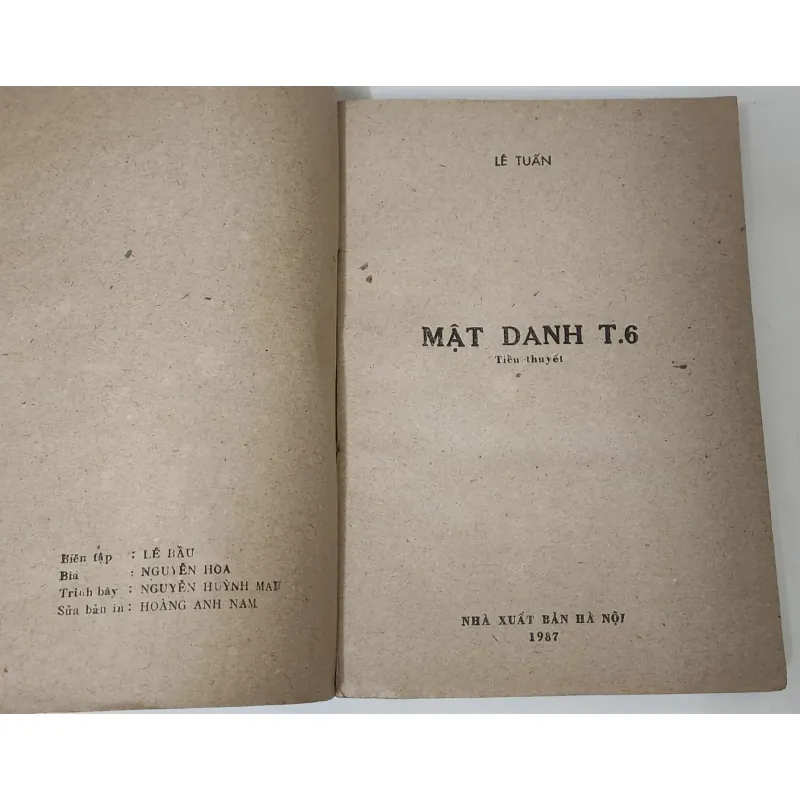 Biên tập : LÊ BẦU
Bìa : NGUYỄN HÒA
Trình bày : NGUYỄN HUỲNH MAI
Sửa bản in : HOÀNG ANH NAM
LÊ TUẤN
MẬT DANH T.6
Tiểu thuyết
NHÀ XUẤT BẢN HÀ NỘI
1987